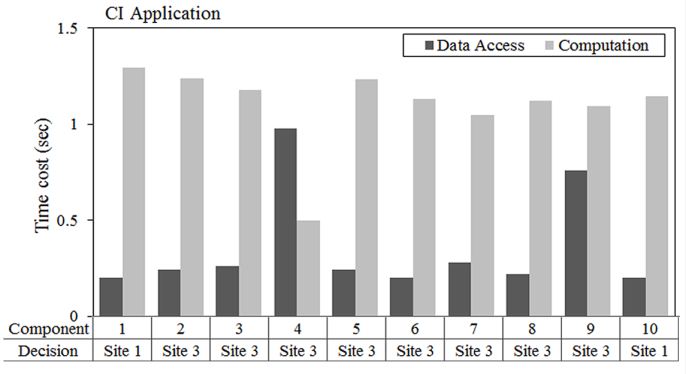 CI Application
1.5
Data Access Computation
1
0.5
0
Time cost (sec)
Component 1 2 3 4 5 6 7 8 9 10
Decision Site 1 Site 3 Site 3 Site 3 Site 3 Site 3 Site 3 Site 3 Site 3 Site 1